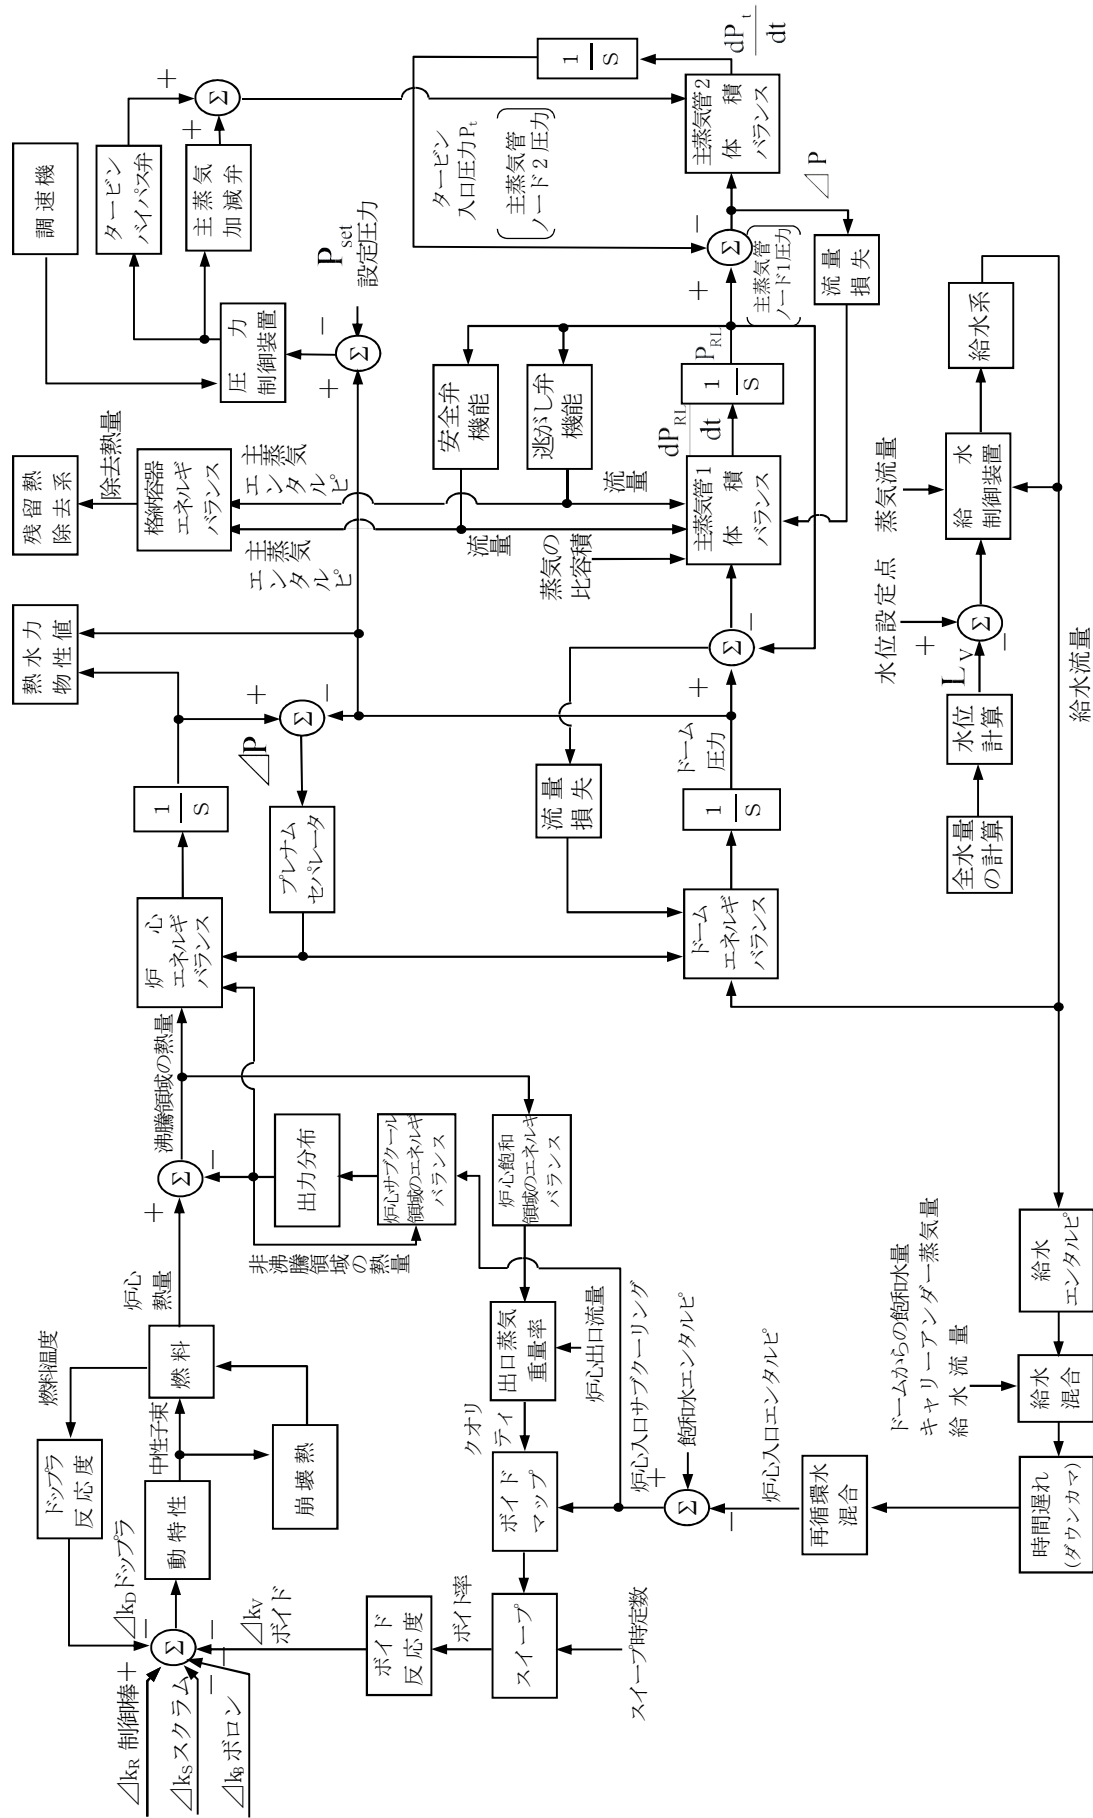 ⊿kR 制御棒
⊿kS スクラム
⊿kB ボロン
+
−
−
−
−
Σ
⊿kDドップラ
⊿kV
ボイド
ドップラ
反応度
燃料温度
動特性
中性子束
燃料
崩壊熱
炉心
熱量
+
Σ
−
沸騰領域の熱量
非沸騰領域の熱量
出力分布
炉心サブクール
領域のエネルギ
バランス
炉心飽和
領域のエネルギ
バランス
出口蒸気
重量率
炉心出口流量
クオリ
ティ
ボイド
マップ
スイープ
スイープ時定数
ボイド率
ボイド
反応度
炉心入口サブクーリング
+
Σ
−
飽和水エンタルピ
炉心入口エンタルピ
再循環水
混合
時間遅れ
(ダウンカマ)
給水
混合
ドームからの飽和水量
キャリーアンダー蒸気量
給水流量
給水
エンタルピ
炉心
エネルギ
バランス
1
S
熱水力
物性値
+
Σ
−
⊿P
プレナム
セパレータ
ドーム
エネルギ
バランス
1
S
ドーム
圧力
流量
損失
+
Σ
−
残留熱
除去系
除去熱量
格納容器
エネルギ
バランス
主蒸気
エンタルピ
主蒸気
エンタルピ
流量
流量
蒸気の
比容積
主蒸気管1
体積
バランス
dPRL
dt
1
S
PRL
安全弁
機能
逃がし弁
機能
+
Σ
−
主蒸気管
ノード1圧力
⊿P
流量
損失
主蒸気管2
体積
バランス
dPt
dt
1
S
タービン
入口圧力Pt
主蒸気管
ノード2圧力
調速機
タービン
バイパス弁
主蒸気
加減弁
+
+
Σ
圧力
制御装置
+
Σ
−
Pset
設定圧力
全水量
の計算
水位
計算
LV
水位設定点
+
Σ
−
蒸気流量
給水
制御装置
給水系
給水流量